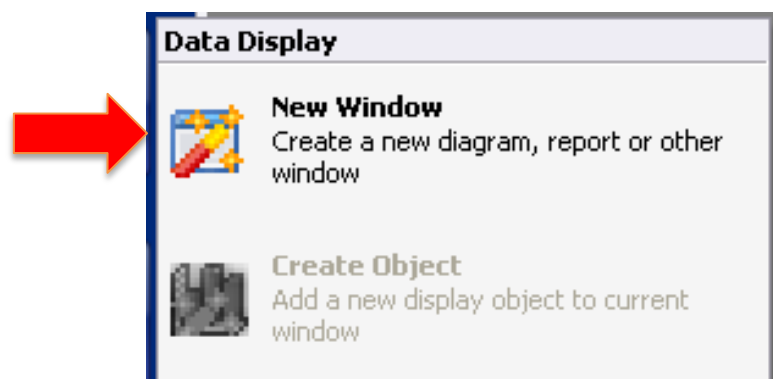 Data Display
New Window
Create a new diagram, report or other
window
Create Object
Add a new display object to current
window